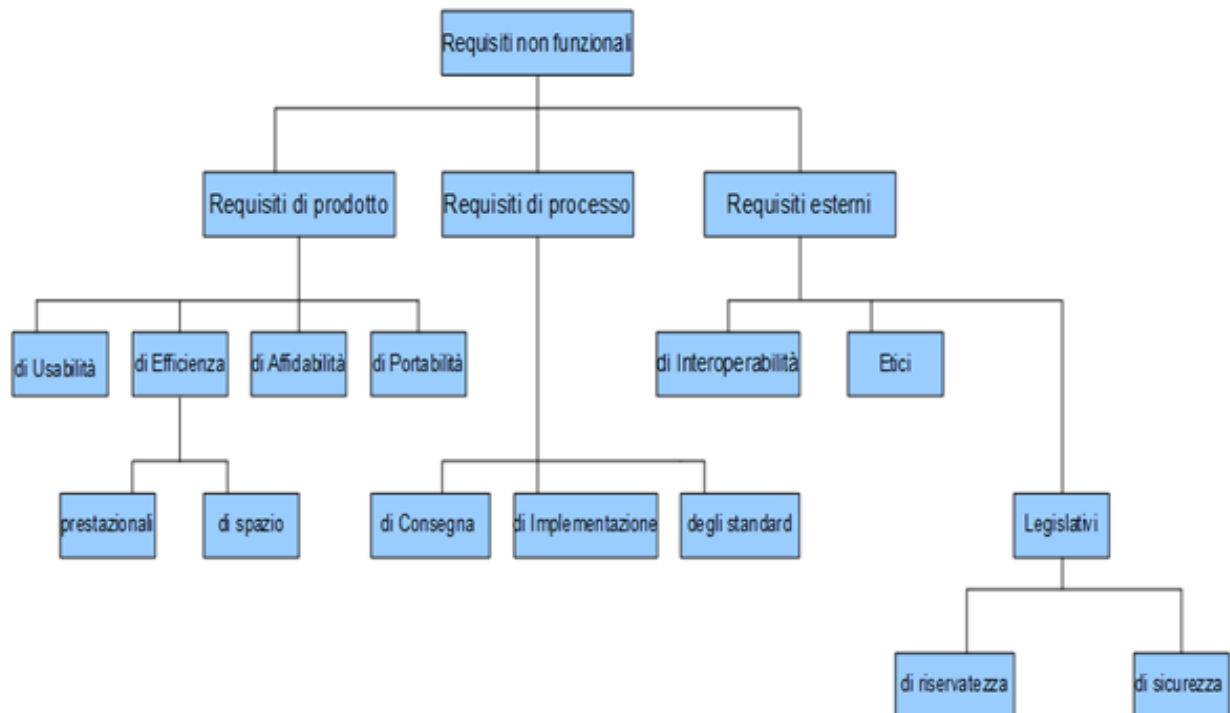 Requisiti non funzionali
Requisiti di prodotto
Requisiti di processo
Requisiti esterni
di Usabilità
di Efficienza
di Affidabilità
di Portabilità
di Interoperabilità
Etici
prestazionali
di spazio
di Consegna
di Implementazione
degli standard
Legislativi
di riservatezza
di sicurezza